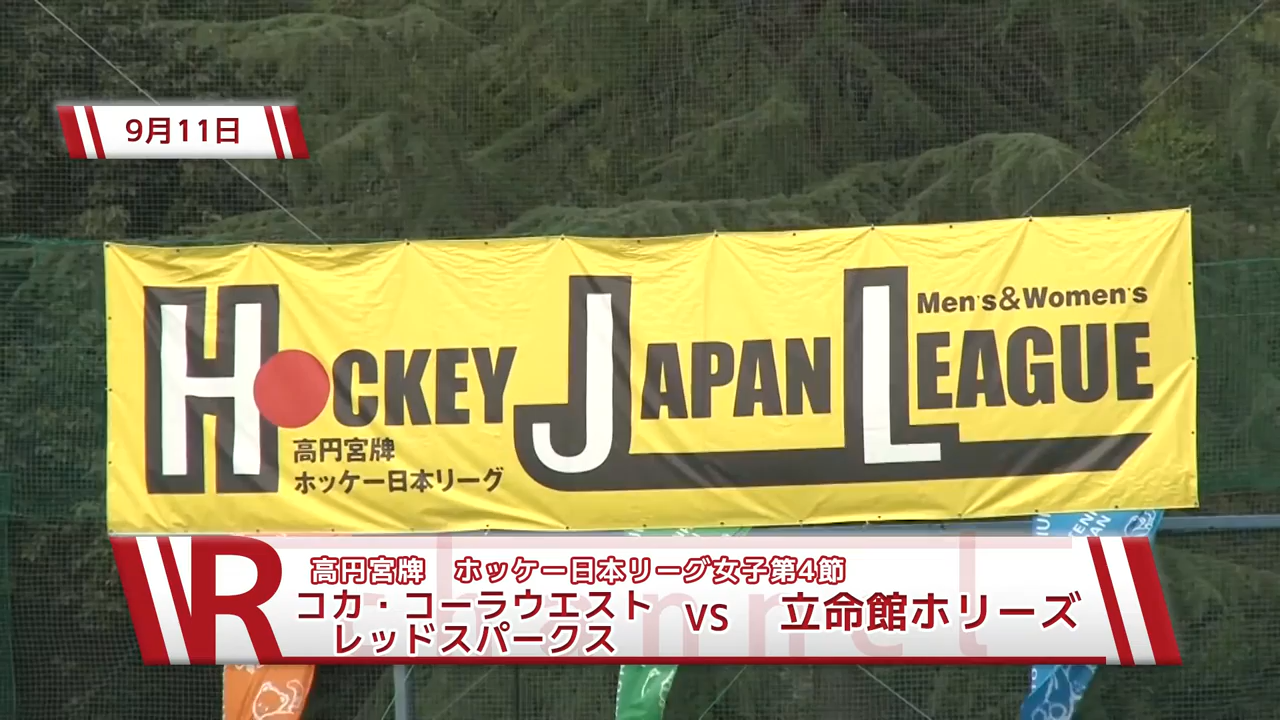 9月11日
Men's&Women's
HOCKEY JAPAN LEAGUE
高円宮牌
ホッケー日本リーグ
R
高円宮牌 ホッケー日本リーグ女子第4節
コカ・コーラウエスト
レッドスパークス
vs
立命館ホリーズ
channel